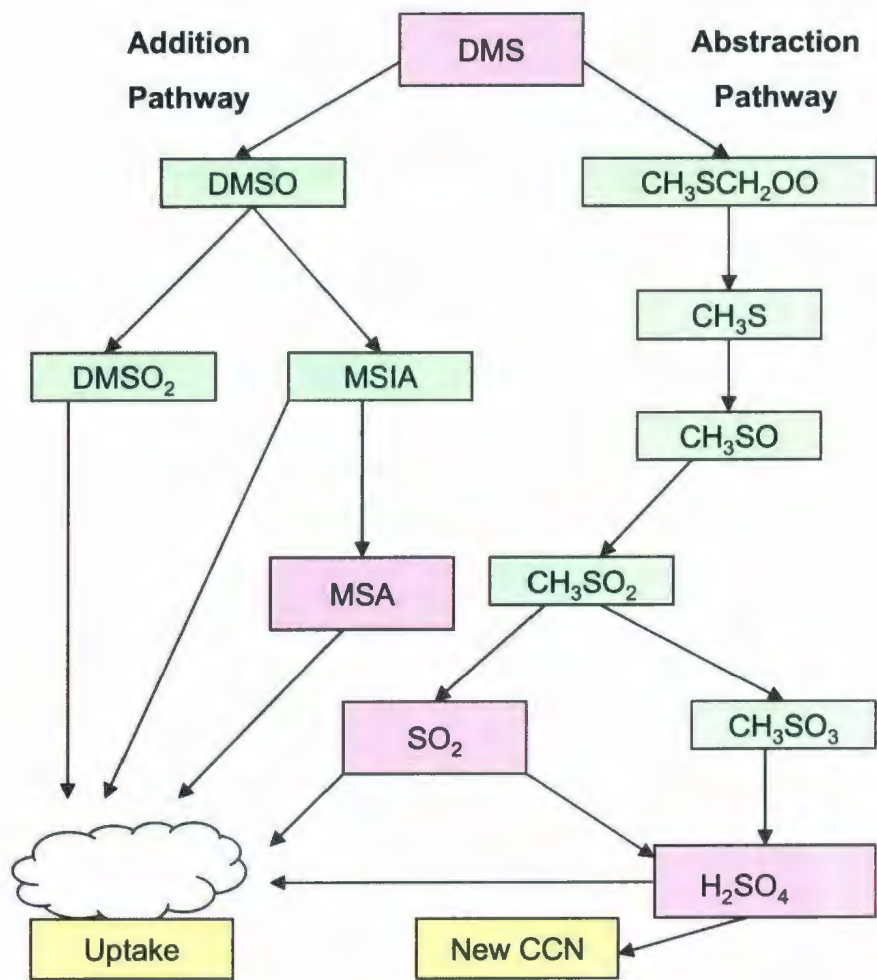 Addition
Pathway
DMS
Abstraction
Pathway
DMSO
CH₃SCH₂OO
CH₃S
DMSO₂
MSIA
CH₃SO
MSA
CH₃SO₂
SO₂
CH₃SO₃
H₂SO₄
Uptake
New CCN